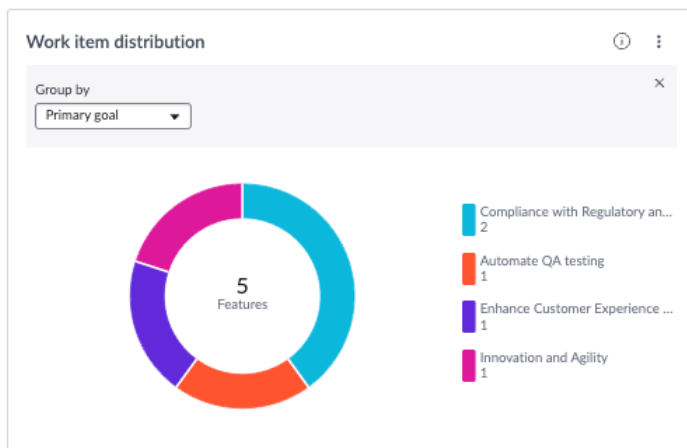 Work item distribution
Group by
Primary goal
5
Features
Compliance with Regulatory an...
2
Automate QA testing
1
Enhance Customer Experience ...
1
Innovation and Agility
1